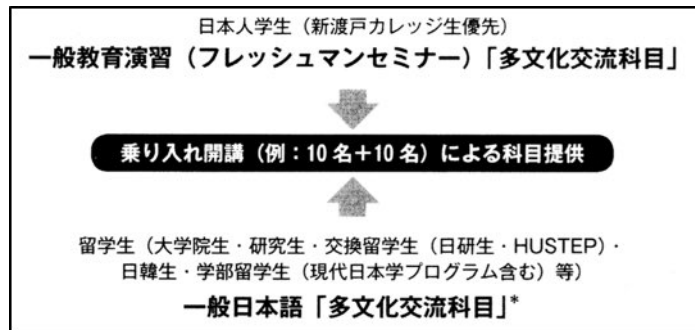 日本人学生（新渡戸カレッジ生優先）
一般教育演習（フレッシュマンセミナー）「多文化交流科目」
乗り入れ開講（例：10名＋10名）による科目提供
留学生（大学院生・研究生・交換留学生（日研生・HUSTEP）・
日韓生・学部留学生（現代日本学プログラム含む）等）
一般日本語「多文化交流科目」*